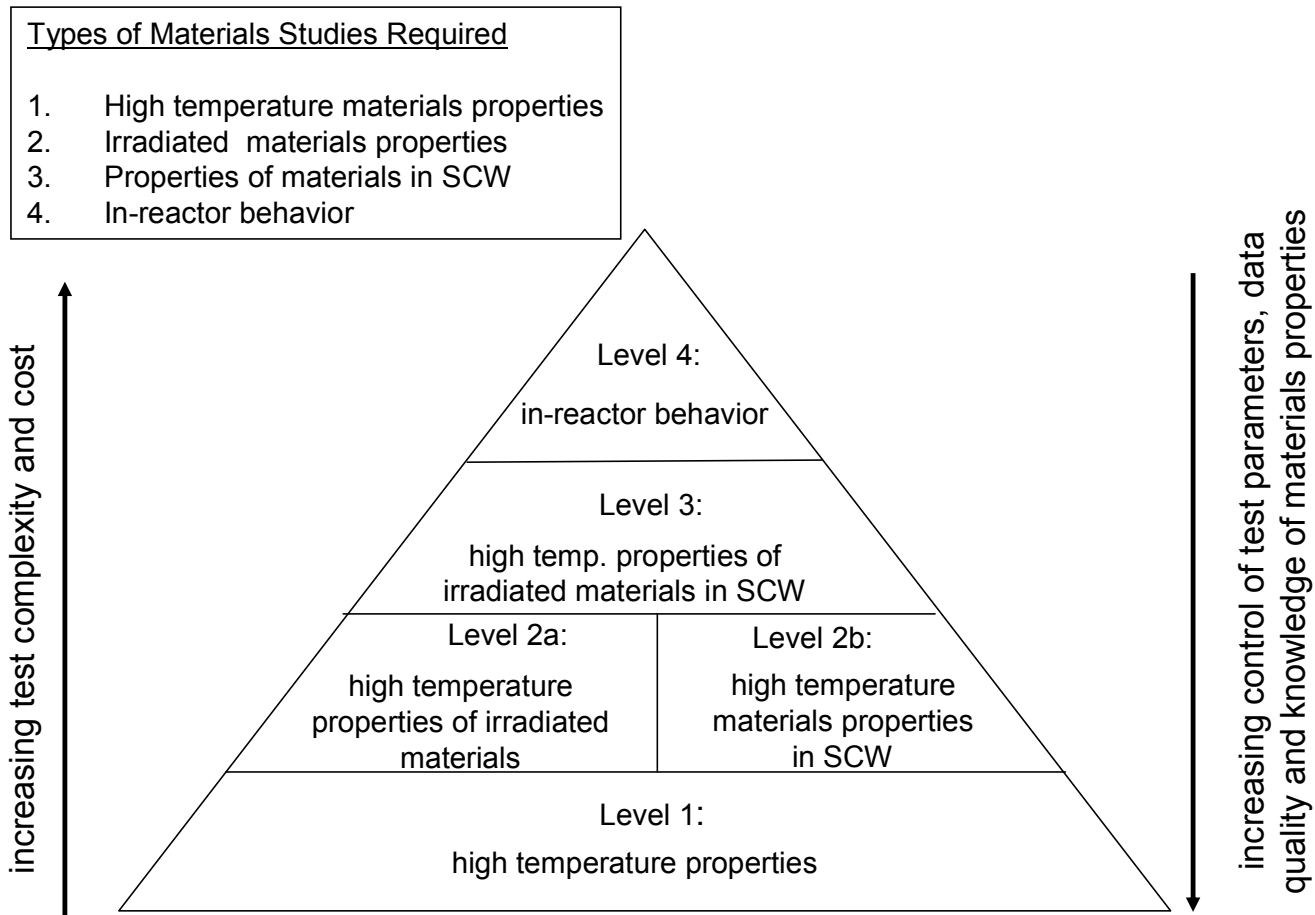 Types of Materials Studies Required
1. High temperature materials properties
2. Irradiated materials properties
3. Properties of materials in SCW
4. In-reactor behavior
increasing test complexity and cost
Level 4:
in-reactor behavior
Level 3:
high temp. properties of
irradiated materials in SCW
Level 2a:
high temperature
properties of irradiated
materials
Level 2b:
high temperature
materials properties
in SCW
Level 1:
high temperature properties
increasing control of test parameters, data
quality and knowledge of materials properties